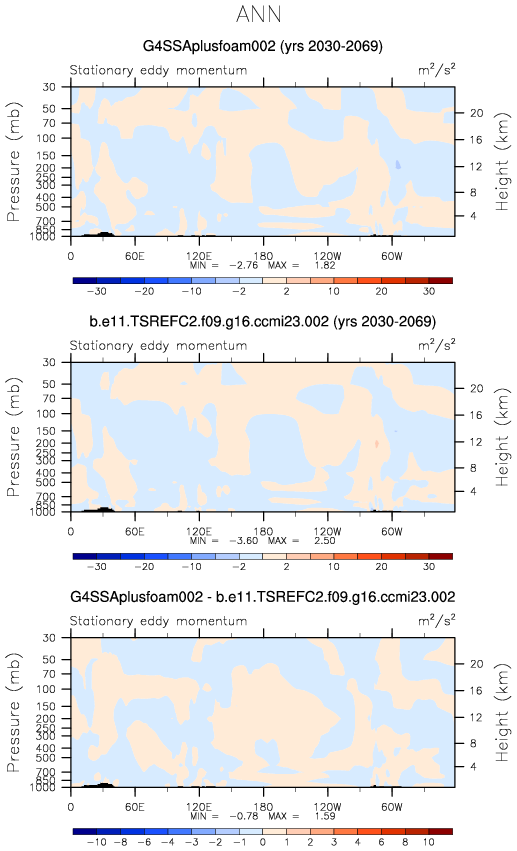 ANN
G4SSAplusfoam002 (yrs 2030-2069)
Stationary eddy momentum m²/s²
Pressure (mb)
30
50
70
100
150
200
250
300
400
500
700
850
1000
20
16
12
8
4
Height (km)
0 60E 120E 180 120W 60W
MIN = -2.76 MAX = 1.82
-30 -20 -10 -2 2 10 20 30
b.e11.TSREFC2.f09.g16.ccmi23.002 (yrs 2030-2069)
Stationary eddy momentum m²/s²
Pressure (mb)
30
50
70
100
150
200
250
300
400
500
700
850
1000
20
16
12
8
4
Height (km)
0 60E 120E 180 120W 60W
MIN = -3.60 MAX = 2.50
-30 -20 -10 -2 2 10 20 30
G4SSAplusfoam002 - b.e11.TSREFC2.f09.g16.ccmi23.002
Stationary eddy momentum m²/s²
Pressure (mb)
30
50
70
100
150
200
250
300
400
500
700
850
1000
20
16
12
8
4
Height (km)
0 60E 120E 180 120W 60W
MIN = -0.78 MAX = 1.59
-10 -8 -6 -4 -3 -2 -1 0 1 2 3 4 6 8 10